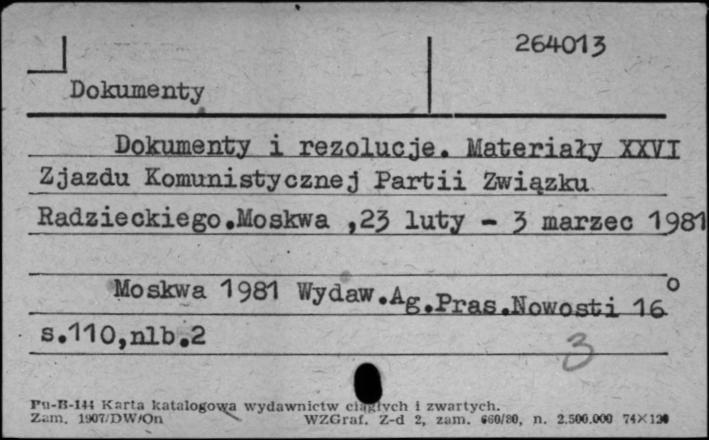 264013
Dokumenty
Dokumenty i rezolucje. Materiały XXVI
Zjazdu Komunistycznej Partii Związku
Radzieckiego.Moskwa ,23 luty - 3 marzec 1981
Moskwa 1981 Wydaw.Ag.Pras.Nowosti 16°
s.110,nlb.2
3
Pu-B-144 Karta katalogowa wydawnictw ciągłych i zwartych.
Zam. 1907/DW/On WZGraf. Z-d 2, zam. 660/80, n. 2.500.000 74×120